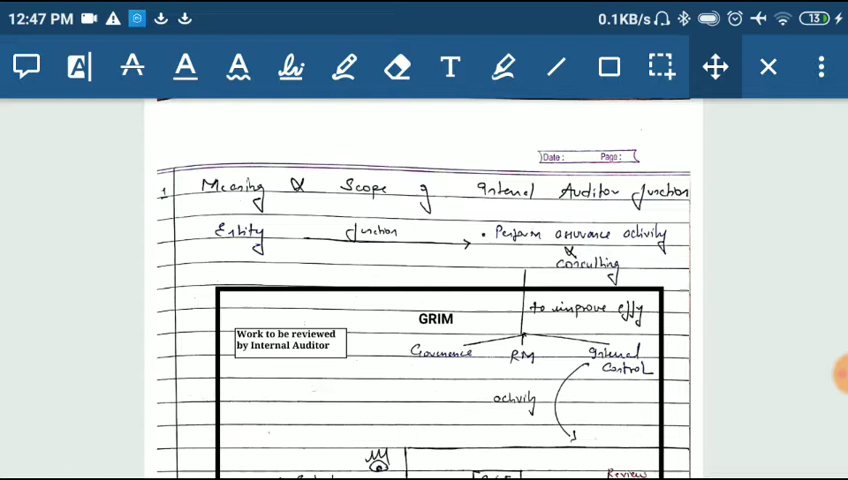 12:47 PM
0.1KB/s
13
Date : Page :
1 Meaning & Scope of Internal Auditor function
Entity function • Perform assurance activity
&
consulting
GRIM
to improve effy
Work to be reviewed
by Internal Auditor
Governence RM Internal
Control
activity
Review